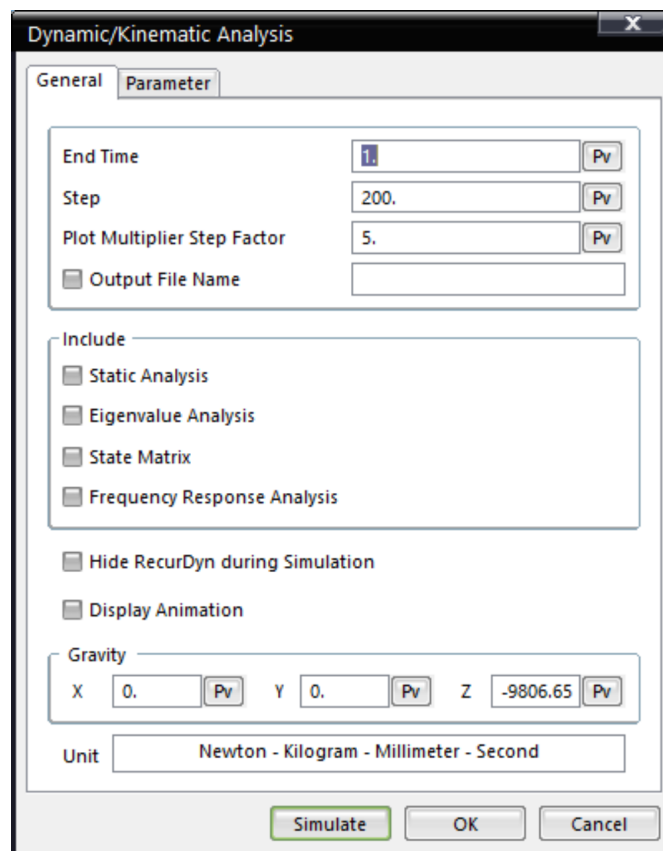 Dynamic/Kinematic Analysis X
General Parameter
End Time 1. Pv
Step 200. Pv
Plot Multiplier Step Factor 5. Pv
Output File Name
Include
Static Analysis
Eigenvalue Analysis
State Matrix
Frequency Response Analysis
Hide RecurDyn during Simulation
Display Animation
Gravity
X 0. Pv Y 0. Pv Z -9806.65 Pv
Unit Newton - Kilogram - Millimeter - Second
Simulate OK Cancel